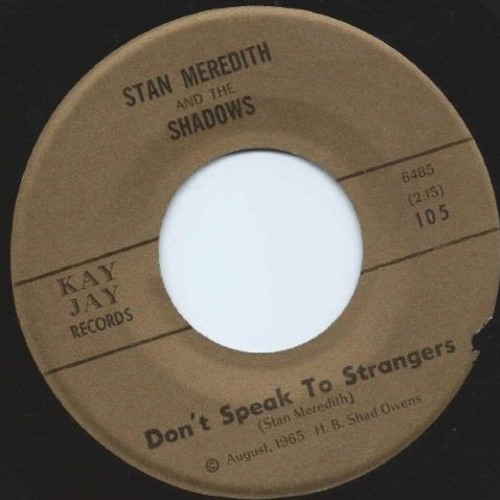 STAN MEREDITH
AND THE
SHADOWS
6485
(2:15)
105
KAY
JAY
RECORDS
Don't Speak To Strangers
(Stan Meredith)
© August, 1965 H. B. Shad Owens